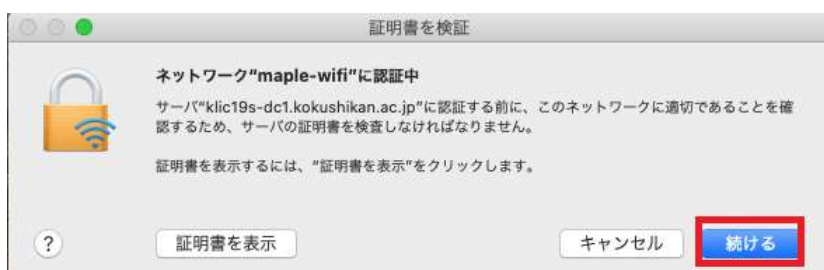 証明書を検証
ネットワーク“maple-wifi”に認証中
サーバ“klic19s-dc1.kokushikan.ac.jp”に認証する前に、このネットワークに適切であることを確
認するため、サーバの証明書を検査しなければなりません。
証明書を表示するには、“証明書を表示”をクリックします。
? 証明書を表示 キャンセル 続ける